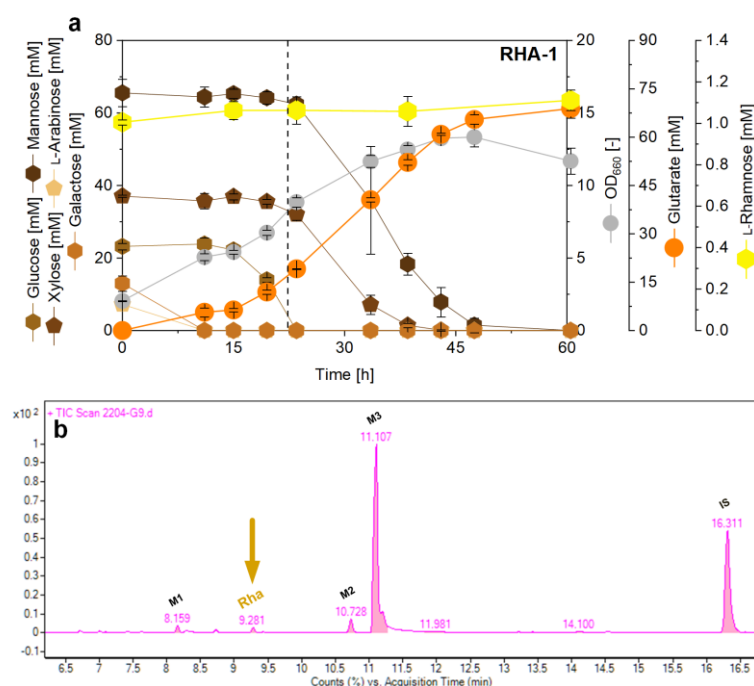 a
RHA-1
Mannose [mM]
L-Arabinose [mM]
Galactose [mM]
Glucose [mM]
Xylose [mM]
80
60
40
20
0
0
15
30
45
60
Time [h]
20
15
10
5
0
OD660 [-]
90
75
60
45
30
15
0
Glutarate [mM]
1.4
1.2
1.0
0.8
0.6
0.4
0.2
0.0
L-Rhamnose [mM]
b
x10 2
+ TIC Scan 2204-G9.d
1
0.9
0.8
0.7
0.6
0.5
0.4
0.3
0.2
0.1
0
-0.1
M1
8.159
Rha
9.281
M2
10.728
M3
11.107
11.981
14.100
IS
16.311
6.5 7 7.5 8 8.5 9 9.5 10 10.5 11 11.5 12 12.5 13 13.5 14 14.5 15 15.5 16 16.5
Counts (%) vs. Acquisition Time (min)